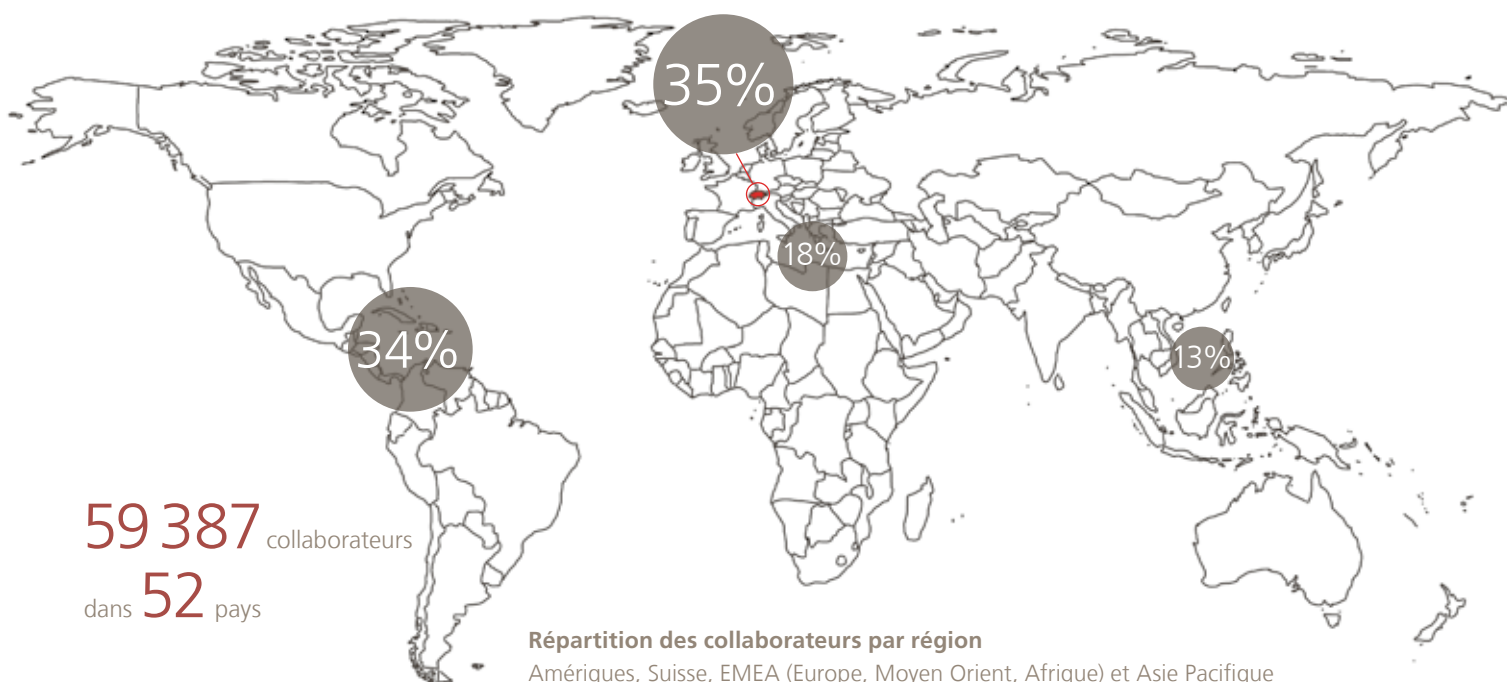 35%
18%
34%
13%
59 387 collaborateurs
dans 52 pays
Répartition des collaborateurs par région
Amériques, Suisse, EMEA (Europe, Moyen Orient, Afrique) et Asie Pacifique